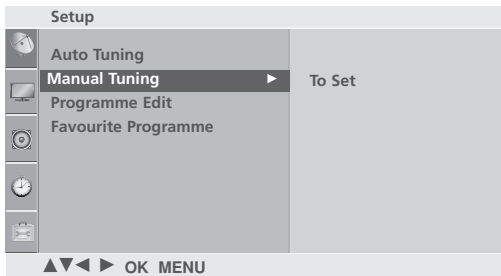 Setup
Auto Tuning
Manual Tuning ► To Set
Programme Edit
Favourite Programme
▲▼◄ ► OK MENU